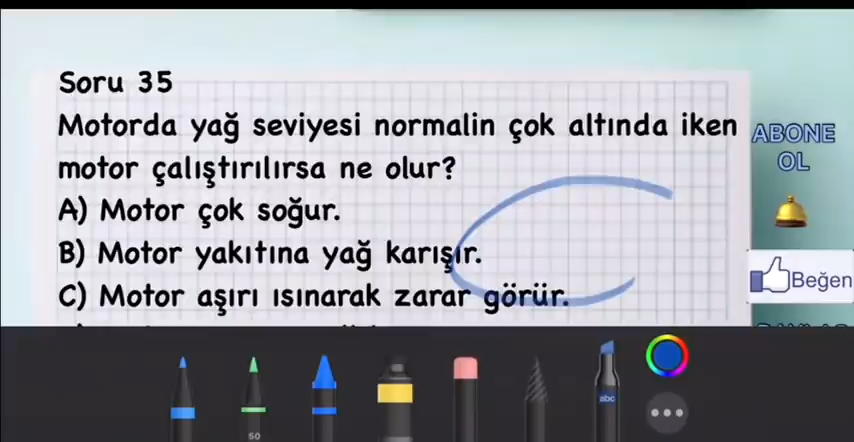 Soru 35
Motorda yağ seviyesi normalin çok altında iken
motor çalıştırılırsa ne olur?
A) Motor çok soğur.
B) Motor yakıtına yağ karışır.
C) Motor aşırı ısınarak zarar görür.
ABONE
OL
Beğen
50
abc